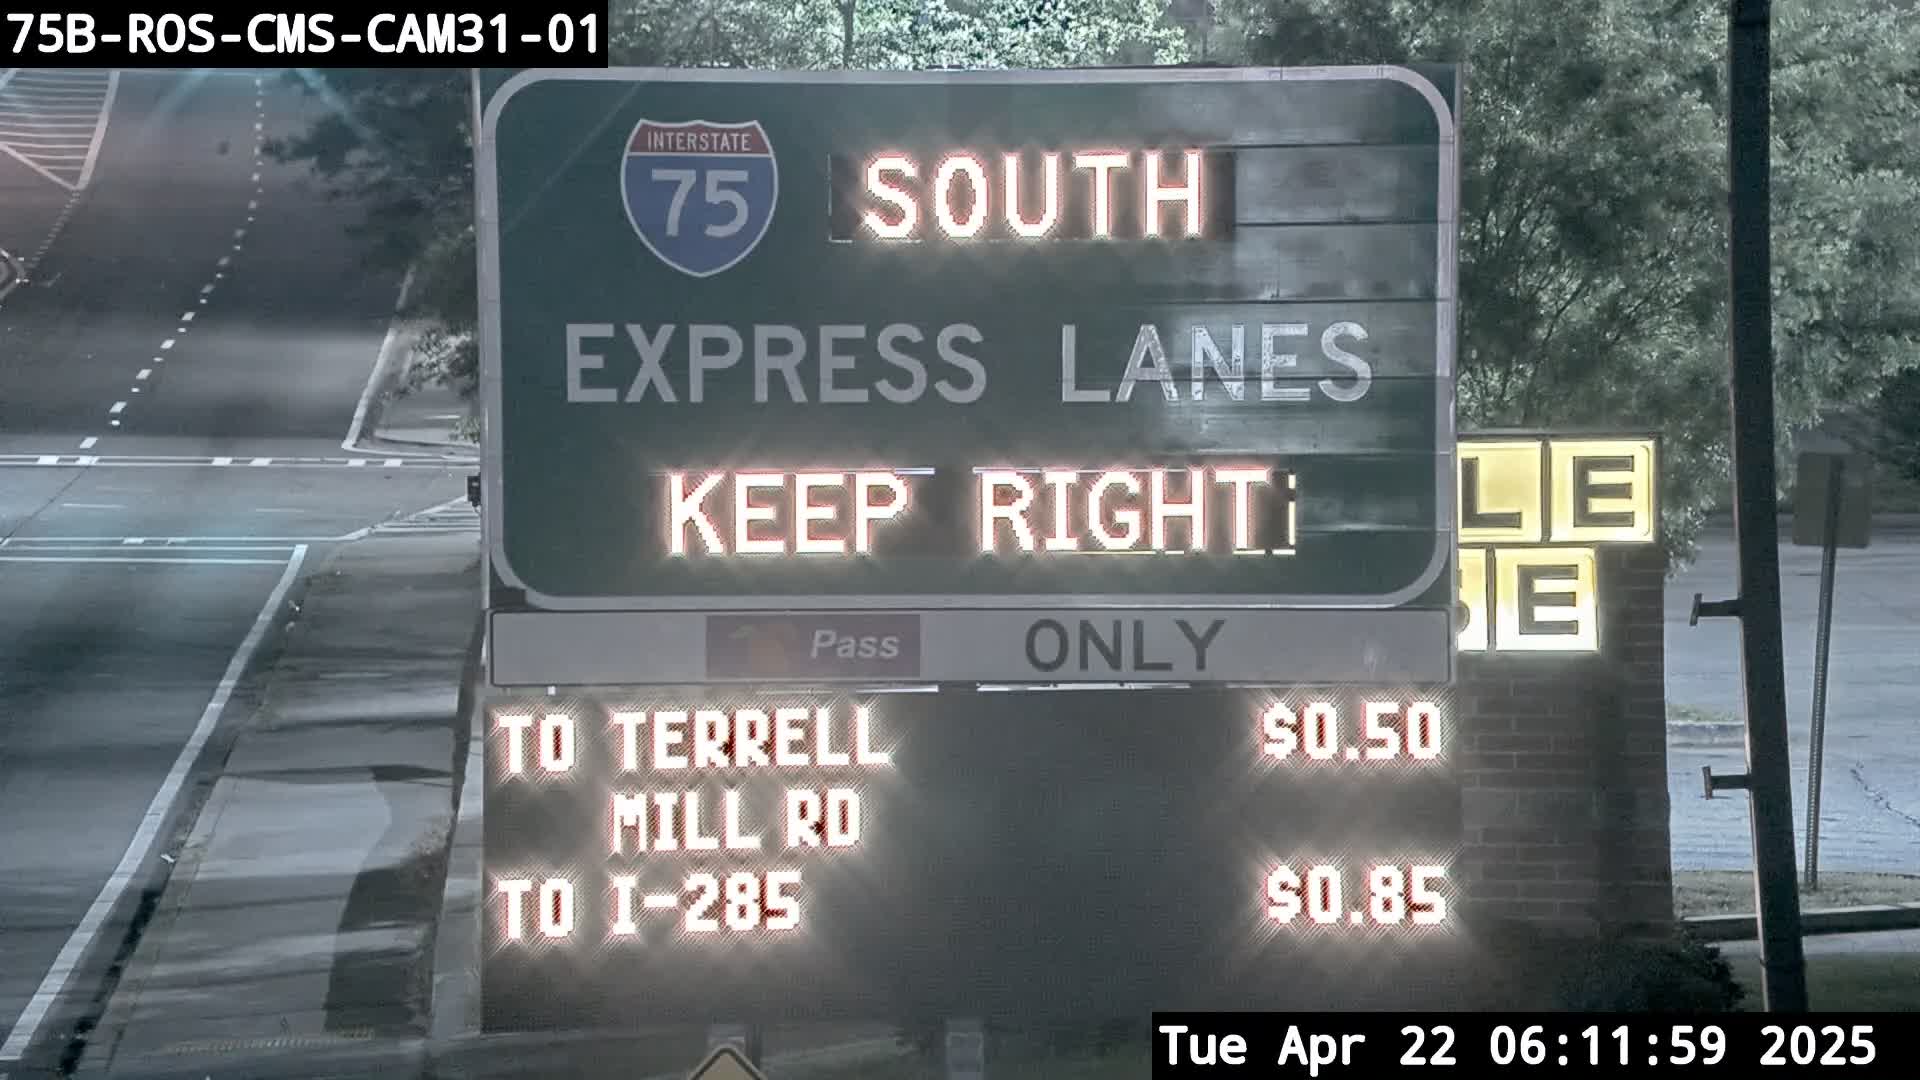 75B-ROS-CMS-CAM31-01
INTERSTATE
75
SOUTH
EXPRESS LANES
KEEP RIGHT
Pass ONLY
TO TERRELL $0.50
MILL RD
TO I-285 $0.85
LE
E
Tue Apr 22 06:11:59 2025